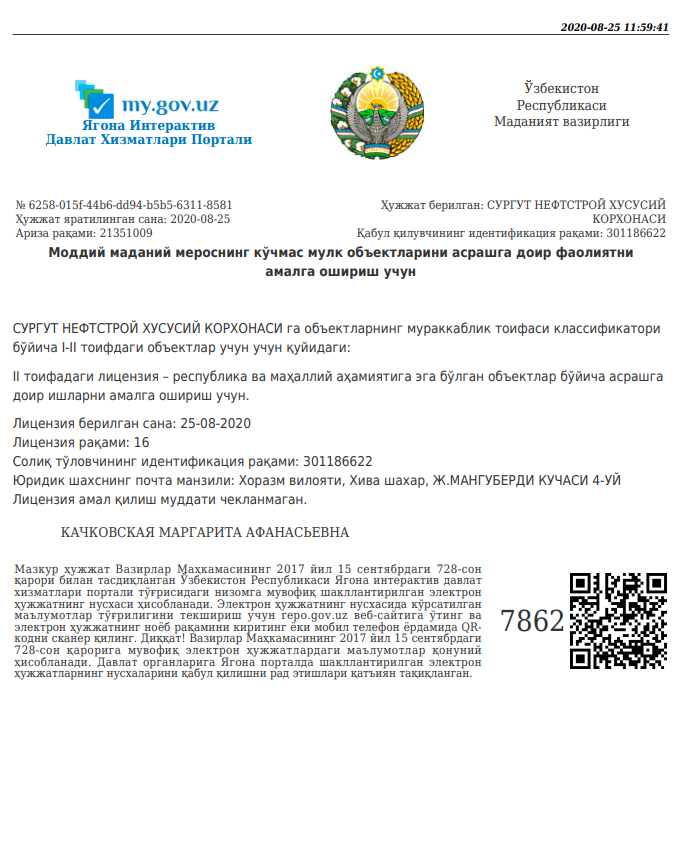 2020-08-25 11:59:41
my.gov.uz
Ягона Интерактив
Давлат Хизматлари Портали
Ўзбекистон
Республикаси
Маданият вазирлиги
№ 6258-015f-44b6-dd94-b5b5-6311-8581
Ҳужжат яратилинган сана: 2020-08-25
Ариза рақами: 21351009
Ҳужжат берилган: СУРГУТ НЕФТСТРОЙ ХУСУСИЙ
КОРХОНАСИ
Қабул қилувчининг идентификация рақами: 301186622
Моддий маданий мероснинг кўчмас мулк объектларини асрашга доир фаолиятни
амалга ошириш учун
СУРГУТ НЕФТСТРОЙ ХУСУСИЙ КОРХОНАСИ га объектларнинг мураккаблик тоифаси классификатори
бўйича I-II тоифдаги объектлар учун учун қуйидаги:
II тоифадаги лицензия – республика ва маҳаллий аҳамиятига эга бўлган объектлар бўйича асрашга
доир ишларни амалга ошириш учун.
Лицензия берилган сана: 25-08-2020
Лицензия рақами: 16
Солиқ тўловчининг идентификация рақами: 301186622
Юридик шахснинг почта манзили: Хоразм вилояти, Хива шахар, Ж.МАНГУБЕРДИ КУЧАСИ 4-УЙ
Лицензия амал қилиш муддати чекланмаган.
КАЧКОВСКАЯ МАРГАРИТА АФАНАСЬЕВНА
Мазкур ҳужжат Вазирлар Маҳкамасининг 2017 йил 15 сентябрдаги 728-сон
қарори билан тасдиқланган Ўзбекистон Республикаси Ягона интерактив давлат
хизматлари портали тўғрисидаги низомга мувофиқ шакллантирилган электрон
ҳужжатнинг нусхаси ҳисобланади. Электрон ҳужжатнинг нусхасида кўрсатилган
маълумотлар тўғрилигини текшириш учун repo.gov.uz веб-сайтига ўтинг ва
электрон ҳужжатнинг ноёб рақамини киритинг ёки мобил телефон ёрдамида QR-
кодни сканер қилинг. Диққат! Вазирлар Маҳкамасининг 2017 йил 15 сентябрдаги
728-сон қарорига мувофиқ электрон ҳужжатлардаги маълумотлар қонуний
ҳисобланади. Давлат органларига Ягона порталда шакллантирилган электрон
ҳужжатларнинг нусхаларини қабул қилишни рад этишлари қатъиян тақиқланган.
7862